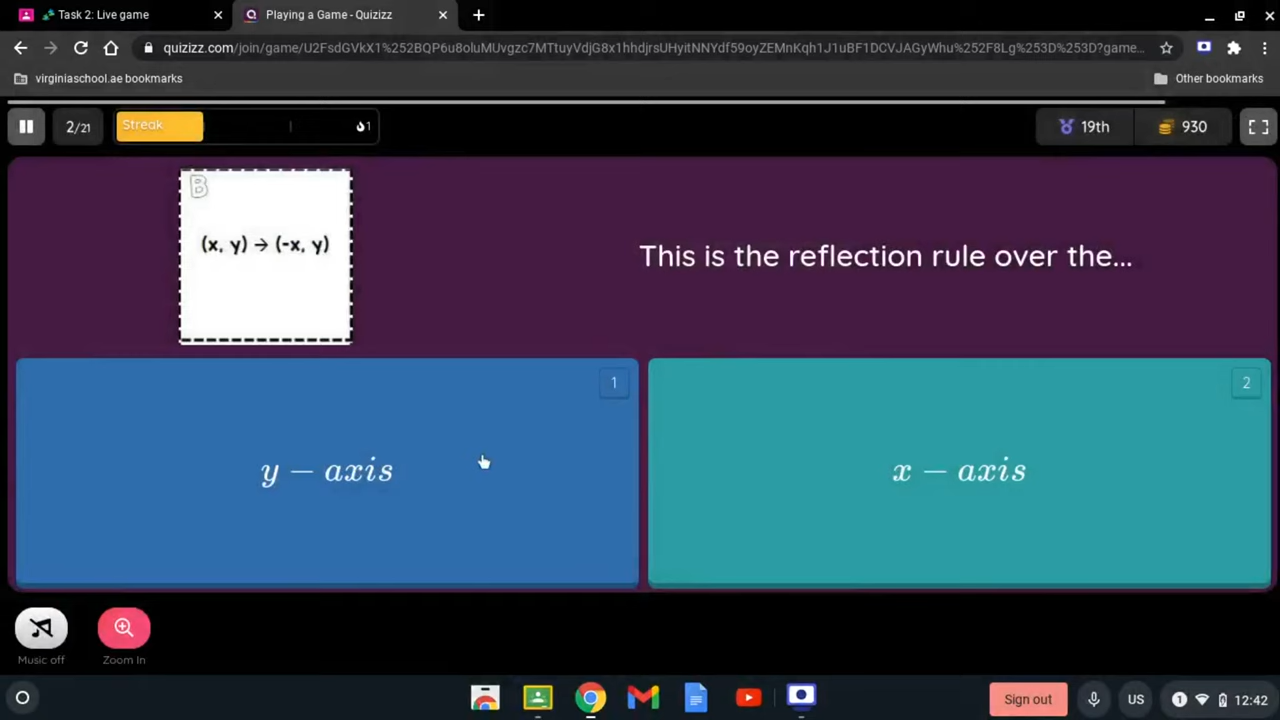 Task 2: Live game
Playing a Game - Quizizz
quizizz.com/join/game/U2FsdGVkX1%252BQP6u8oluMUvgzc7MTtuyVdjG8x1hhdjrsUHyitNNYdf59oyZEMnKqh1J1uBF1DCVJAGyWhu%252F8Lg%253D%253D?game...
virginiaschool.ae bookmarks
Other bookmarks
2/21
Streak
1
19th
930
B
(x, y) → (-x, y)
This is the reflection rule over the...
1
y – axis
2
x – axis
Music off
Zoom In
Sign out
US
1
12:42